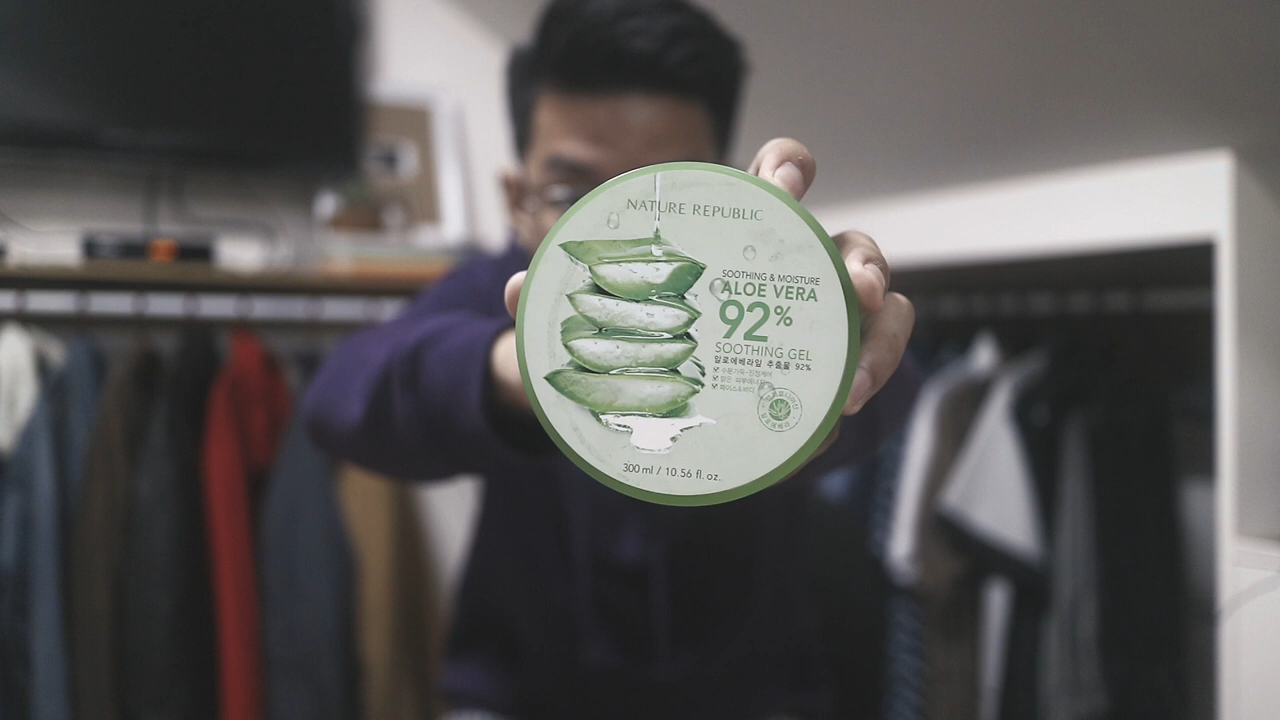 NATURE REPUBLIC
SOOTHING & MOISTURE
ALOE VERA
92%
SOOTHING GEL
알로에베라잎 추출물 92%
300 ml / 10.56 fl. oz.